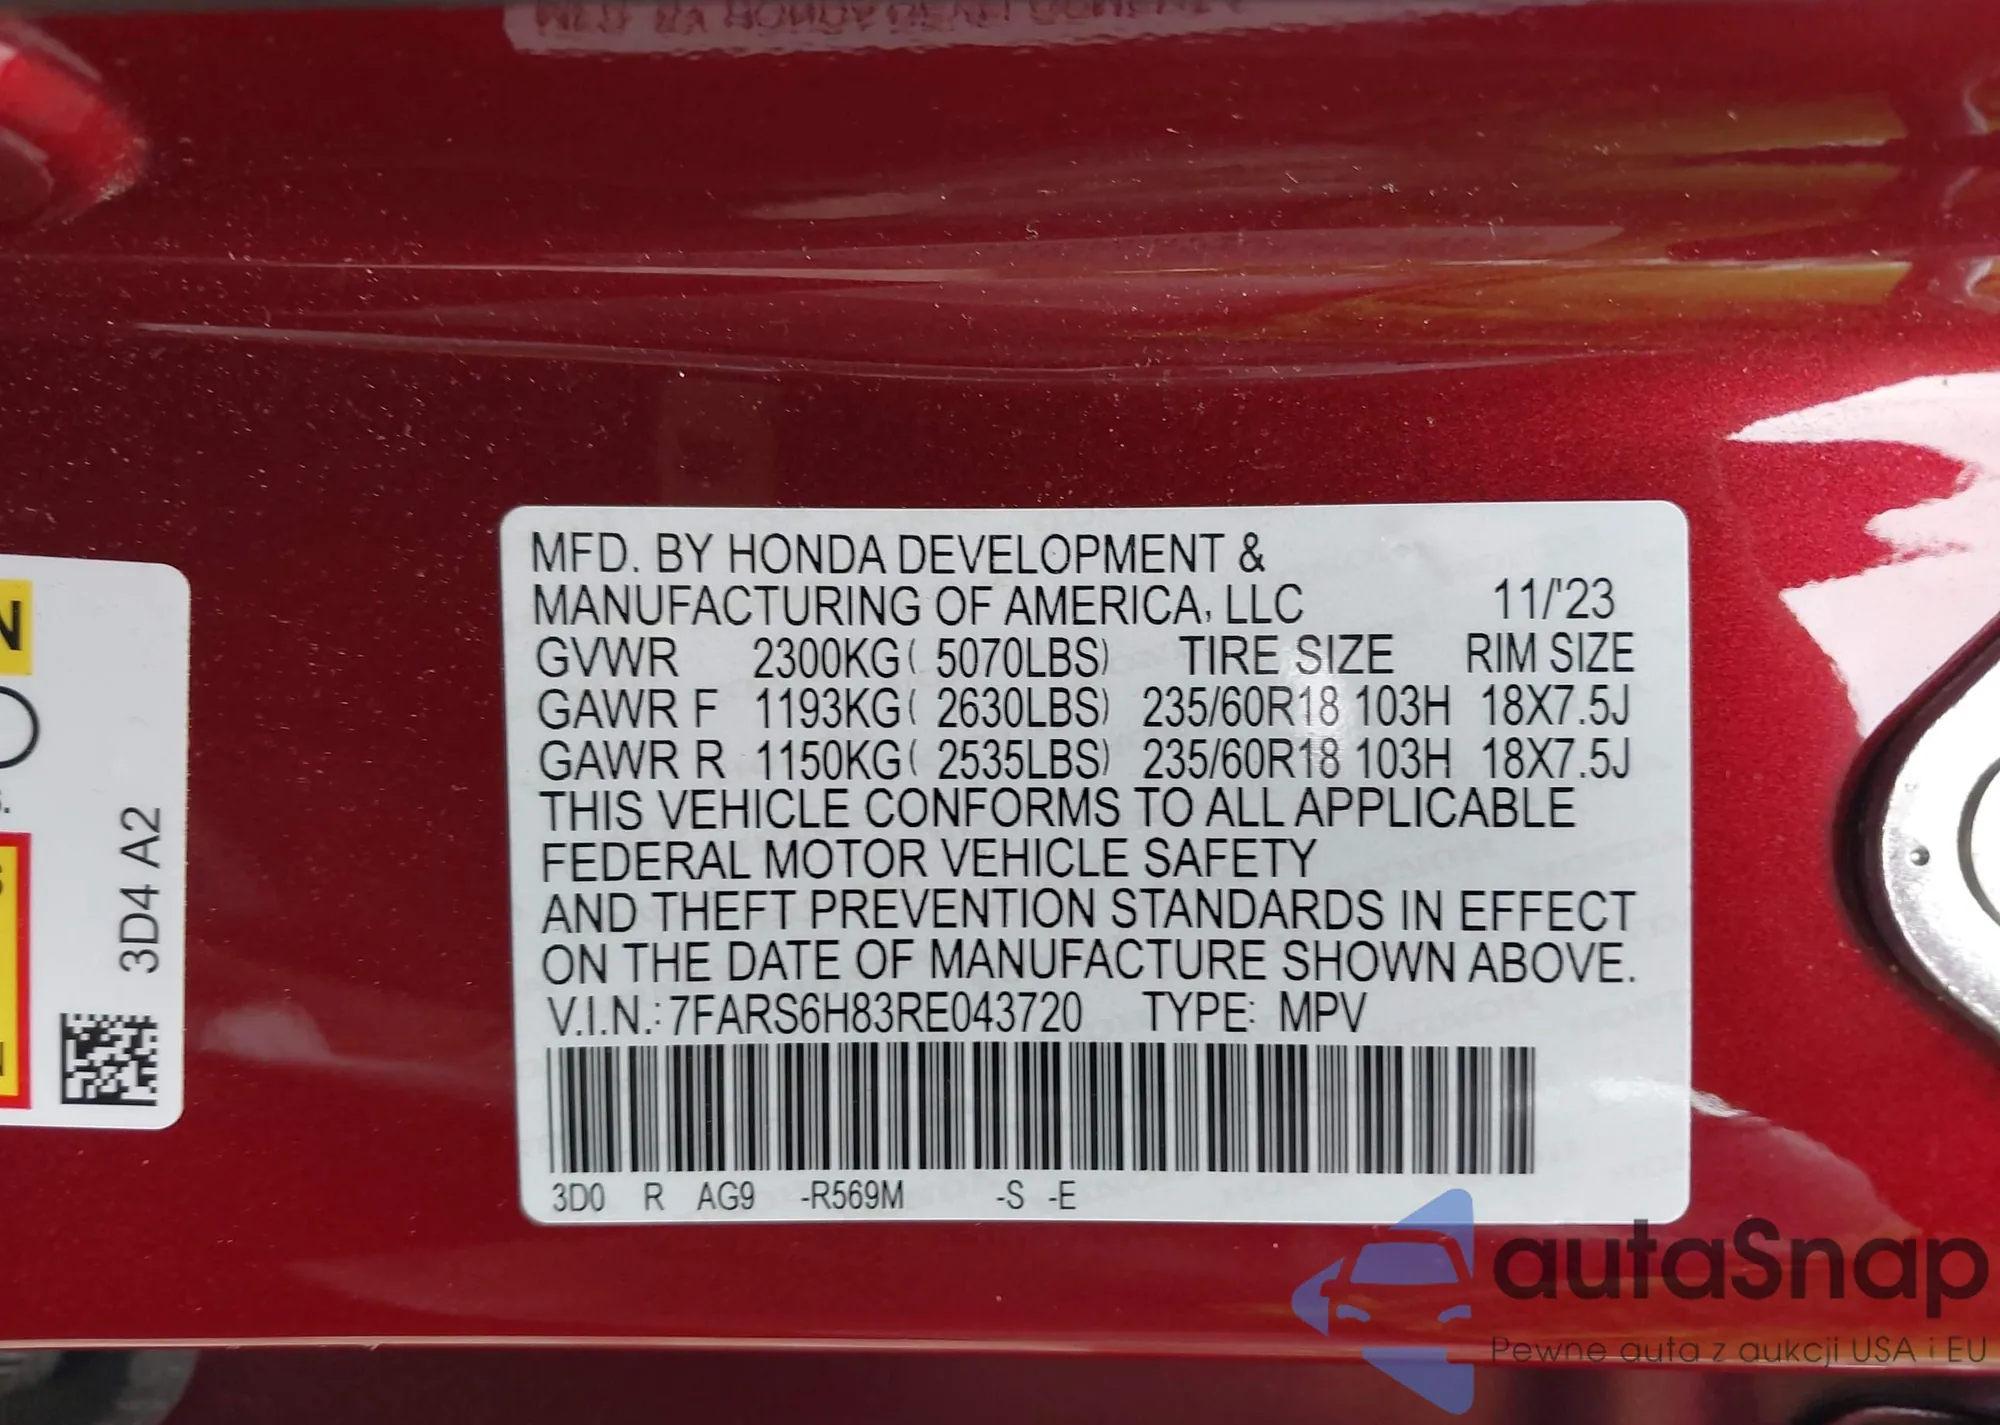 MFD. BY HONDA DEVELOPMENT &
MANUFACTURING OF AMERICA, LLC 11/'23
GVWR 2300KG( 5070LBS) TIRE SIZE RIM SIZE
GAWR F 1193KG( 2630LBS) 235/60R18 103H 18X7.5J
GAWR R 1150KG( 2535LBS) 235/60R18 103H 18X7.5J
THIS VEHICLE CONFORMS TO ALL APPLICABLE
FEDERAL MOTOR VEHICLE SAFETY
AND THEFT PREVENTION STANDARDS IN EFFECT
ON THE DATE OF MANUFACTURE SHOWN ABOVE.
V.I.N.: 7FARS6H83RE043720 TYPE: MPV
3D0 R AG9 -R569M -S -E
3D4 A2
N
autaSnap
Pewne auta z aukcji USA i EU